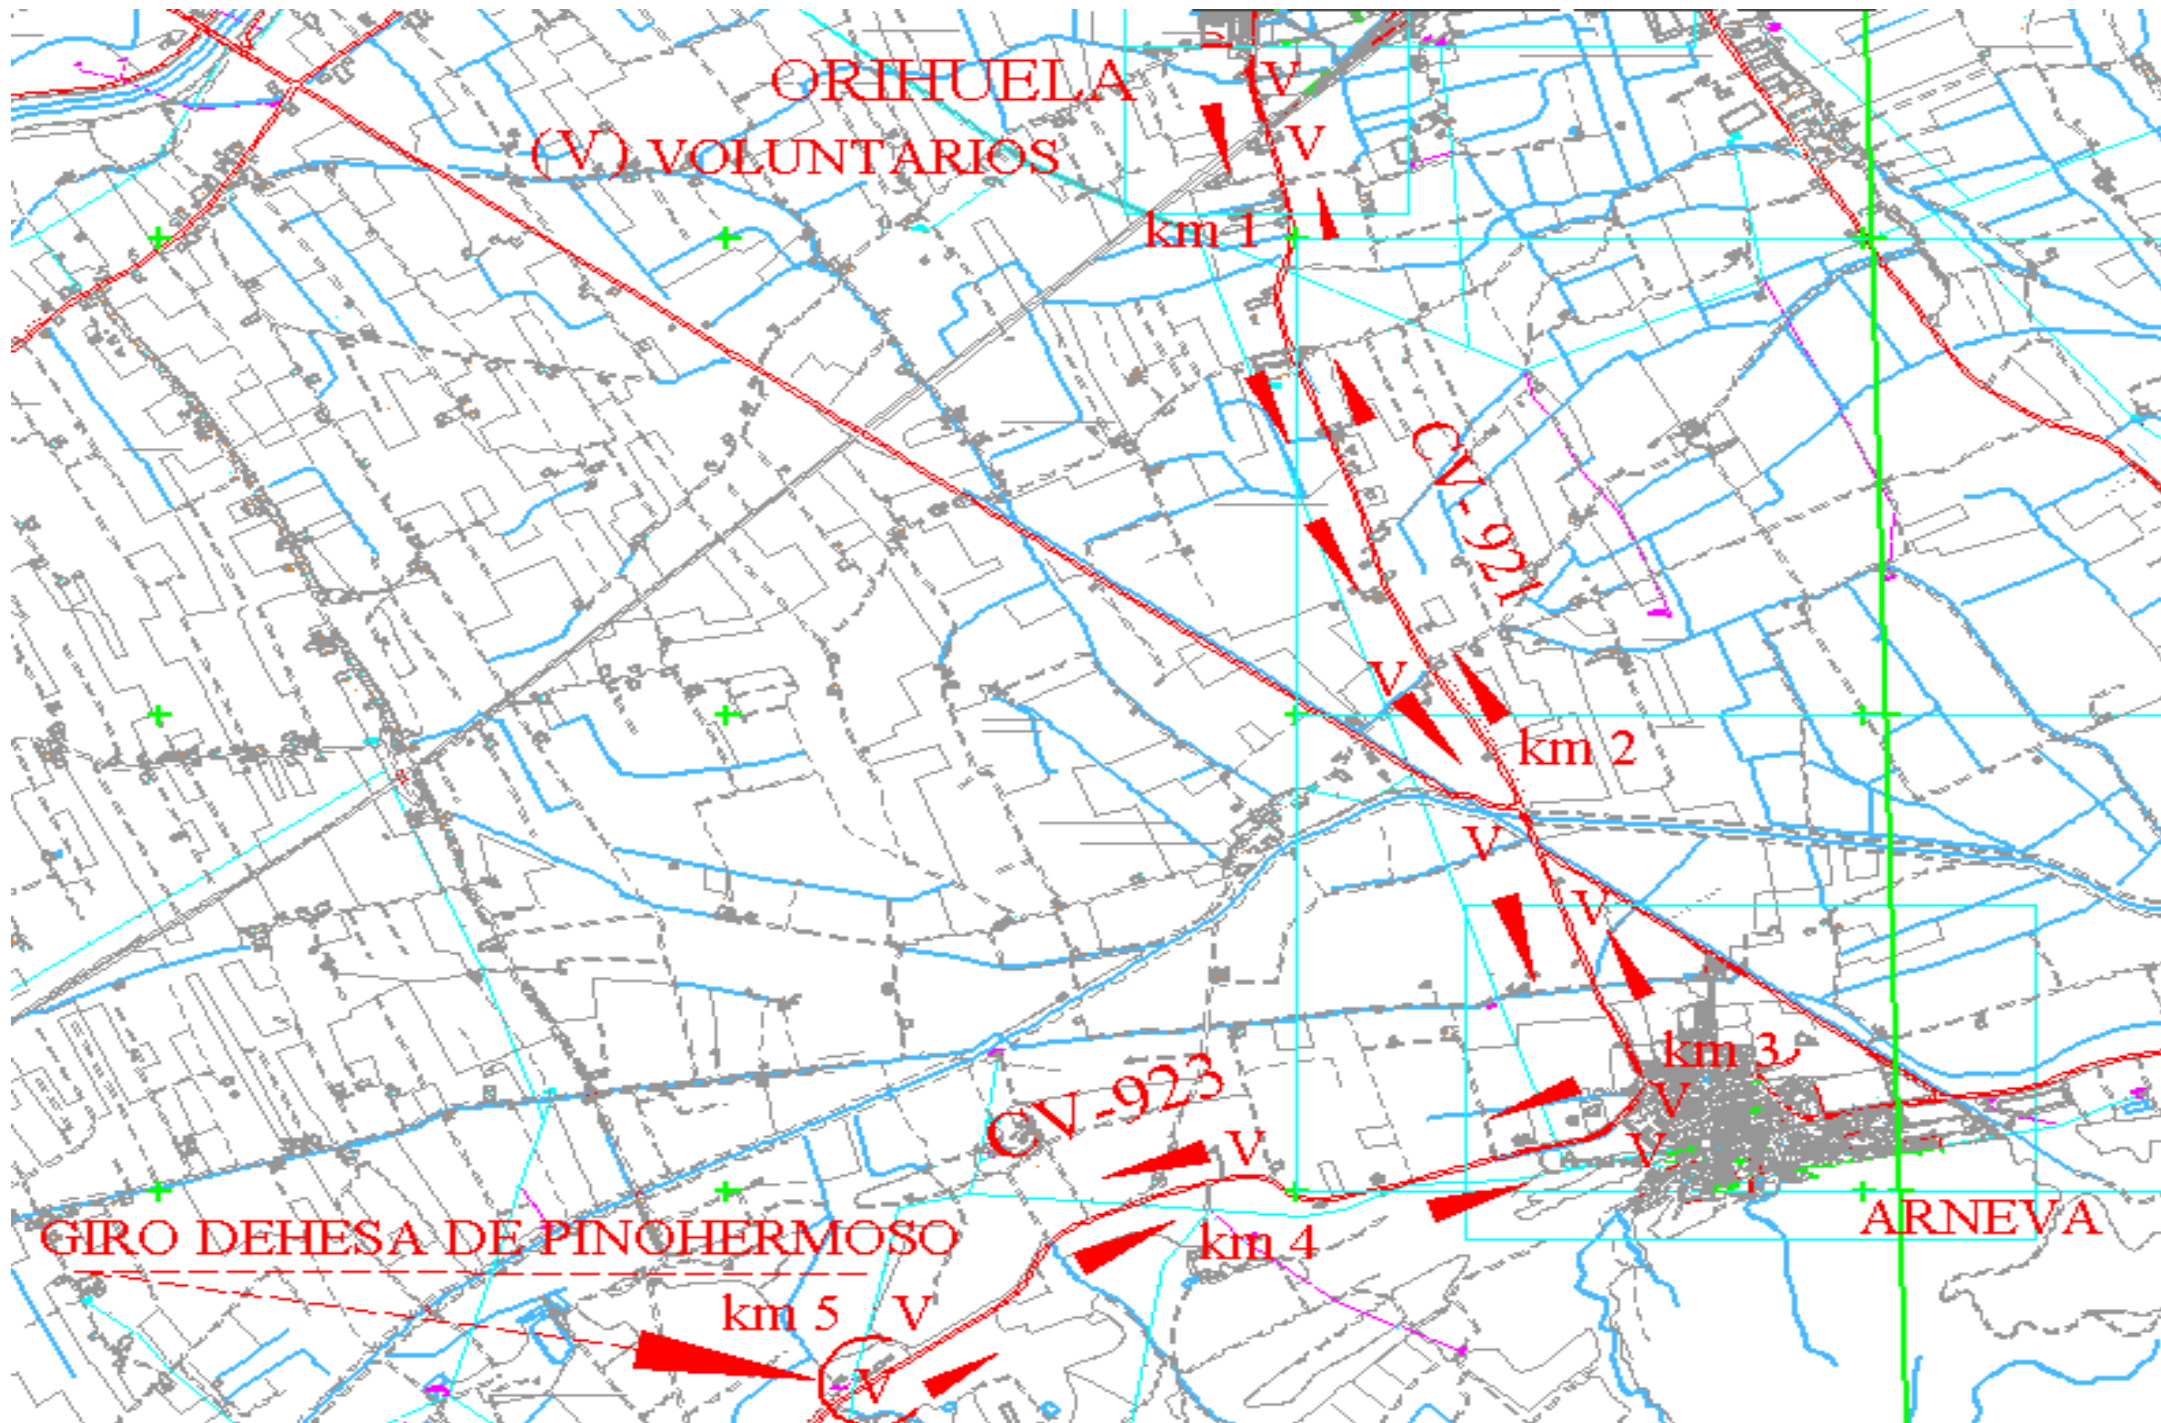 ORIHUELA
V
(V) VOLUNTARIOS
V
km 1
CV-921
V
km 2
V
V
km 3
V
CV-923
V
V
km 4
ARNEVA
GIRO DEHESA DE PINOHERMOSO
km 5
V
V